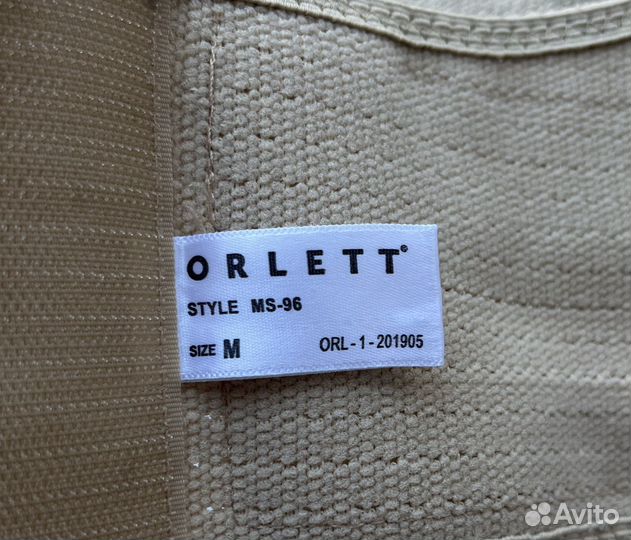 ORLETT®
STYLE MS-96
SIZE M ORL-1-201905
Avito